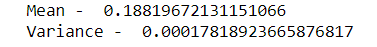 Mean -  0.18819672131151066
Variance -  0.00017818923665876817